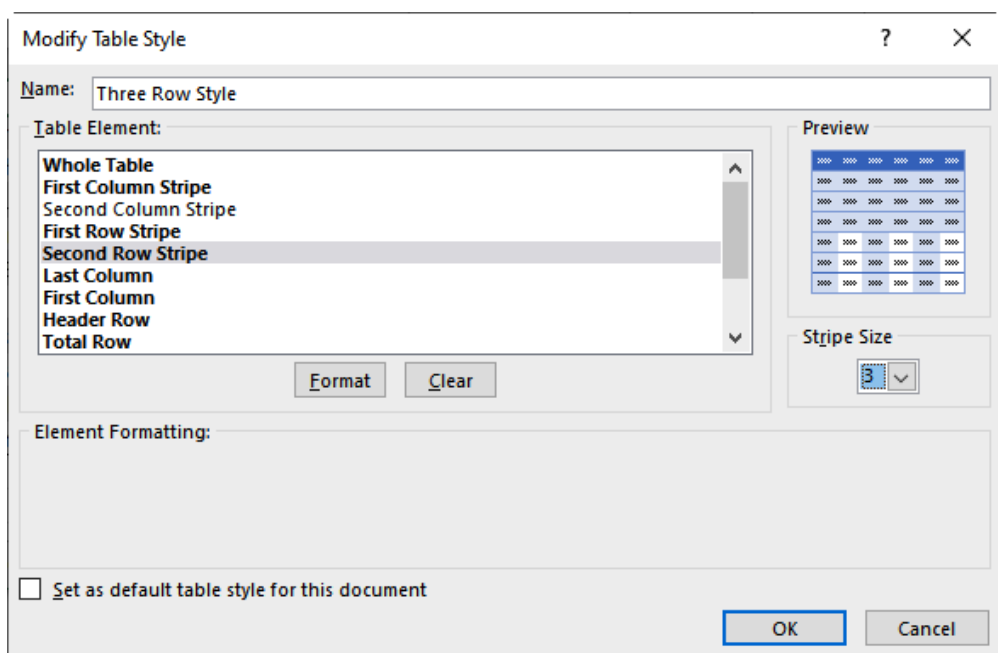 Modify Table Style
?
Name: Three Row Style
Table Element:
Whole Table
First Column Stripe
Second Column Stripe
First Row Stripe
Second Row Stripe
Last Column
First Column
Header Row
Total Row
Format Clear
Preview
Stripe Size
3
Element Formatting:
Set as default table style for this document
OK Cancel